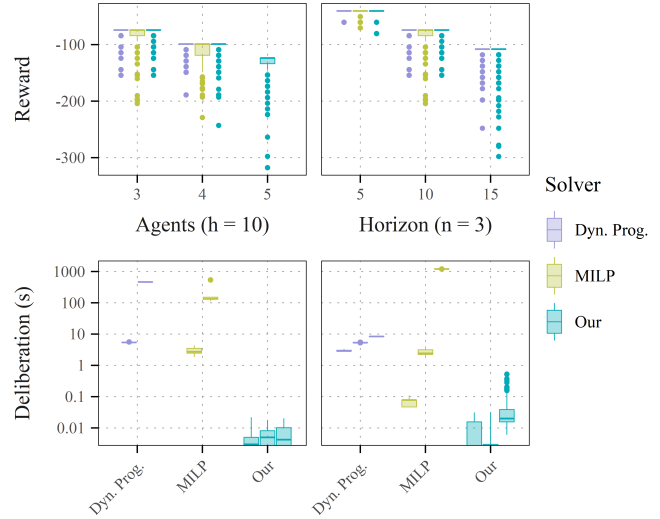 Reward
-100
-200
-300
3
4
5
5
10
15
Agents (h = 10)
Horizon (n = 3)
Solver
Dyn. Prog.
MILP
Our
Deliberation (s)
1000
100
10
1
0.1
0.01
Dyn. Prog.
MILP
Our
Dyn. Prog.
MILP
Our